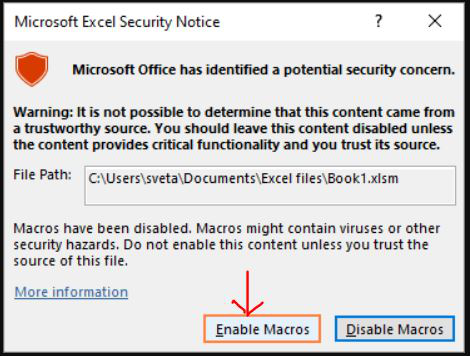 Microsoft Excel Security Notice
Microsoft Office has identified a potential security concern.
Warning: It is not possible to determine that this content came from
a trustworthy source. You should leave this content disabled unless
the content provides critical functionality and you trust its source.
File Path: C:\Users\sveta\Documents\Excel files\Book1.xlsm
Macros have been disabled. Macros might contain viruses or other
security hazards. Do not enable this content unless you trust the
source of this file.
More information
Enable Macros Disable Macros